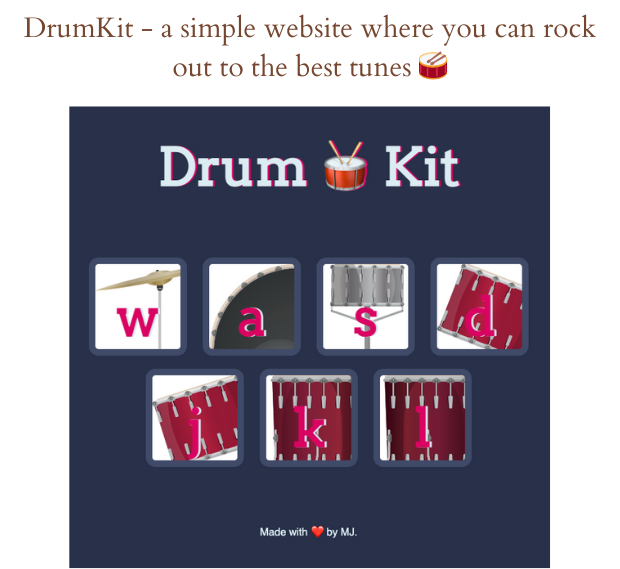 DrumKit - a simple website where you can rock
out to the best tunes 🥁
Drum 🥁 Kit
w a s d
j k l
Made with ❤️ by MJ.